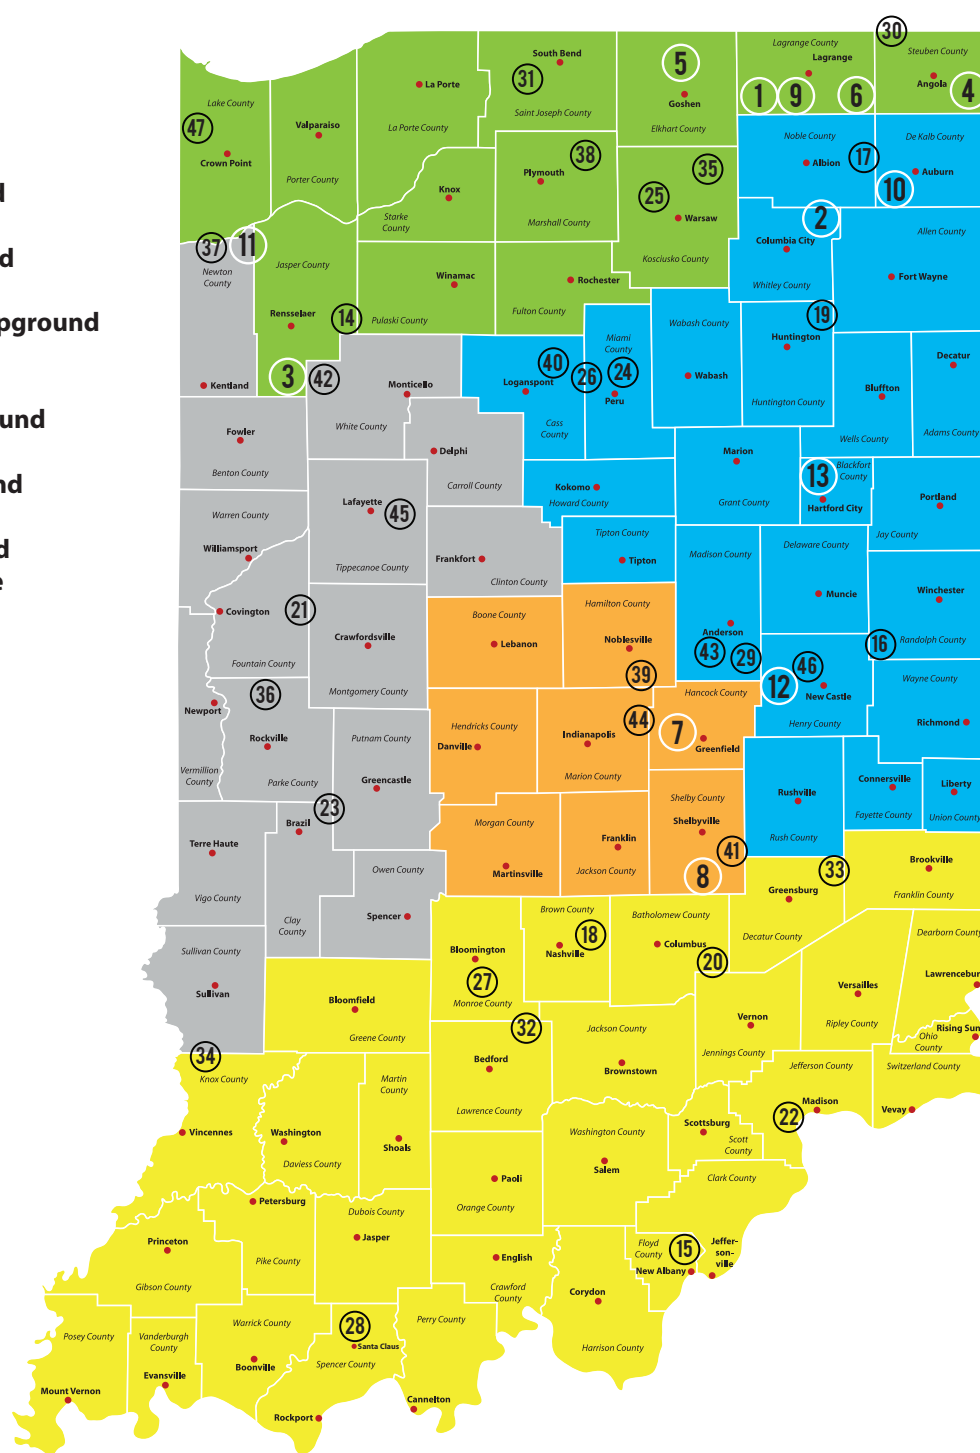 d
d
pground
und
nd
d
e
30
Lagrange County
Steuben County
South Bend
Lagrange
5
31
La Porte
Angola
Goshen
1
9
6
4
Lake County
Saint Joseph County
47
Valparaiso
La Porte County
Elkhart County
Noble County
De Kalb County
Crown Point
38
Albion
17
Plymouth
35
Auburn
Porter County
Knox
25
10
Starke
County
Marshall County
Warsaw
2
37
11
Columbia City
Allen County
Newton
County
Jasper County
Kosciusko County
Winamac
Rochester
Whitley County
Fort Wayne
Rensselaer
14
Pulaski County
Fulton County
Wabash County
19
Miami
County
Huntington
Decatur
3
42
40
26
24
Wabash
Kentland
Monticello
Loganspont
Peru
Bluffton
Huntington County
Fowler
White County
Cass
County
Adams County
Wells County
Delphi
Marion
Benton County
13
Blackfort
County
Carroll County
Kokomo
Lafayette
45
Howard County
Grant County
Hartford City
Portland
Warren County
Tipton County
Jay County
Williamsport
Frankfort
Madison County
Delaware County
Tippecanoe County
Clinton County
Tipton
Muncie
Winchester
Covington
21
Boone County
Hamilton County
Crawfordsville
Lebanon
Noblesville
Anderson
16
Randolph County
43
29
46
Fountain County
39
12
Wayne County
36
Montgomery County
Hancock County
New Castle
Newport
44
7
Henry County
Richmond
Rockville
Putnam County
Hendricks County
Indianapolis
Danville
Greenfield
Vermillion
County
Parke County
Greencastle
Marion County
Connersville
Liberty
Shelby County
Rushville
23
Brazil
Morgan County
Shelbyville
Fayette County
Union County
Terre Haute
Franklin
41
Rush County
Martinsville
Jackson County
8
33
Brookville
Owen County
Greensburg
Vigo County
Franklin County
Clay
County
Spencer
Brown County
Batholomew County
18
Decatur County
Dearborn County
Sullivan County
Bloomington
Nashville
Columbus
20
27
Lawrencebur
Sullivan
Bloomfield
Monroe County
Versailles
Vernon
Greene County
32
Jackson County
Ripley County
Rising Sun
Ohio
County
34
Bedford
Brownstown
Jennings County
Jefferson County
Switzerland County
Knox County
Martin
County
Lawrence County
Madison
Vevay
22
Vincennes
Washington
Shoals
Washington County
Scottsburg
Scott
County
Daviess County
Salem
Paoli
Clark County
Petersburg
Dubois County
Orange County
Princeton
Jasper
Floyd
County
15
Jeffer-
son-
ville
Pike County
English
New Albany
Gibson County
Crawford
County
Corydon
Posey County
Vanderburgh
County
Warrick County
28
Perry County
Santa Claus
Harrison County
Boonville
Spencer County
Evansville
Mount Vernon
Cannelton
Rockport